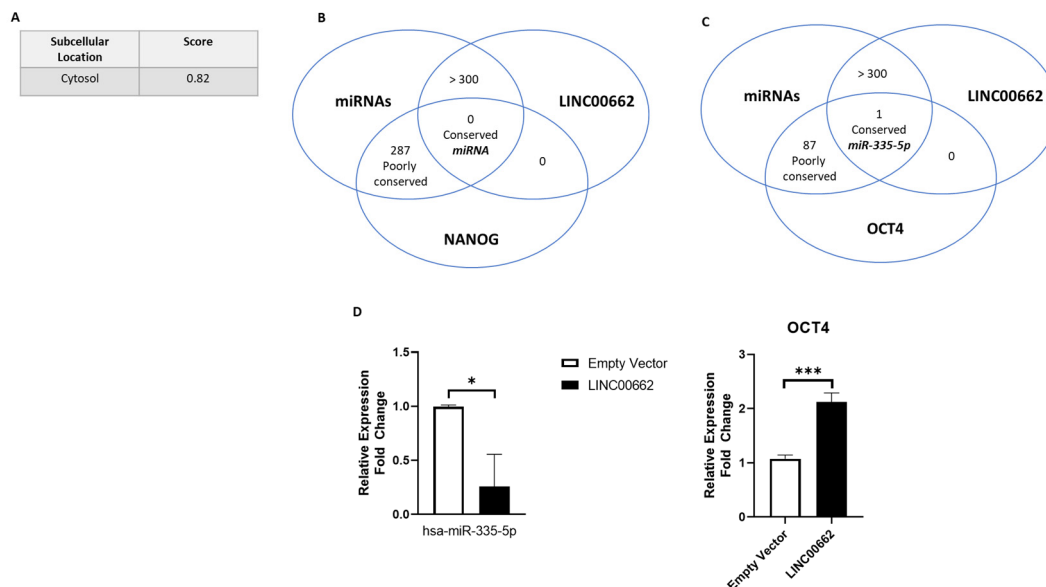 A
Subcellular Location
Score
Cytosol
0.82
B
miRNAs
> 300
LINC00662
0
Conserved
miRNA
287
Poorly
conserved
0
NANOG
C
miRNAs
> 300
LINC00662
1
Conserved
miR-335-5p
87
Poorly
conserved
0
OCT4
D
Relative Expression
Fold Change
1.5
1.0
0.5
0.0
*
hsa-miR-335-5p
Empty Vector
LINC00662
OCT4
Relative Expression
Fold Change
3
2
1
0
***
Empty Vector
LINC00662